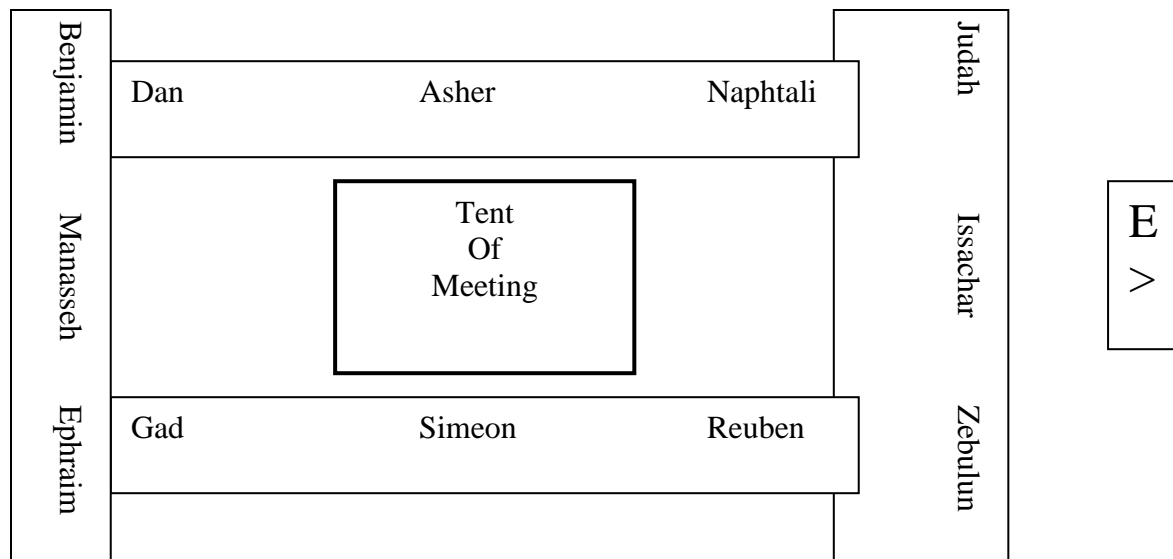 Benjamin
Manasseh
Ephraim
Dan Asher Naphtali
Tent
Of
Meeting
Gad Simeon Reuben
Judah
Issachar
Zebulun
E
>